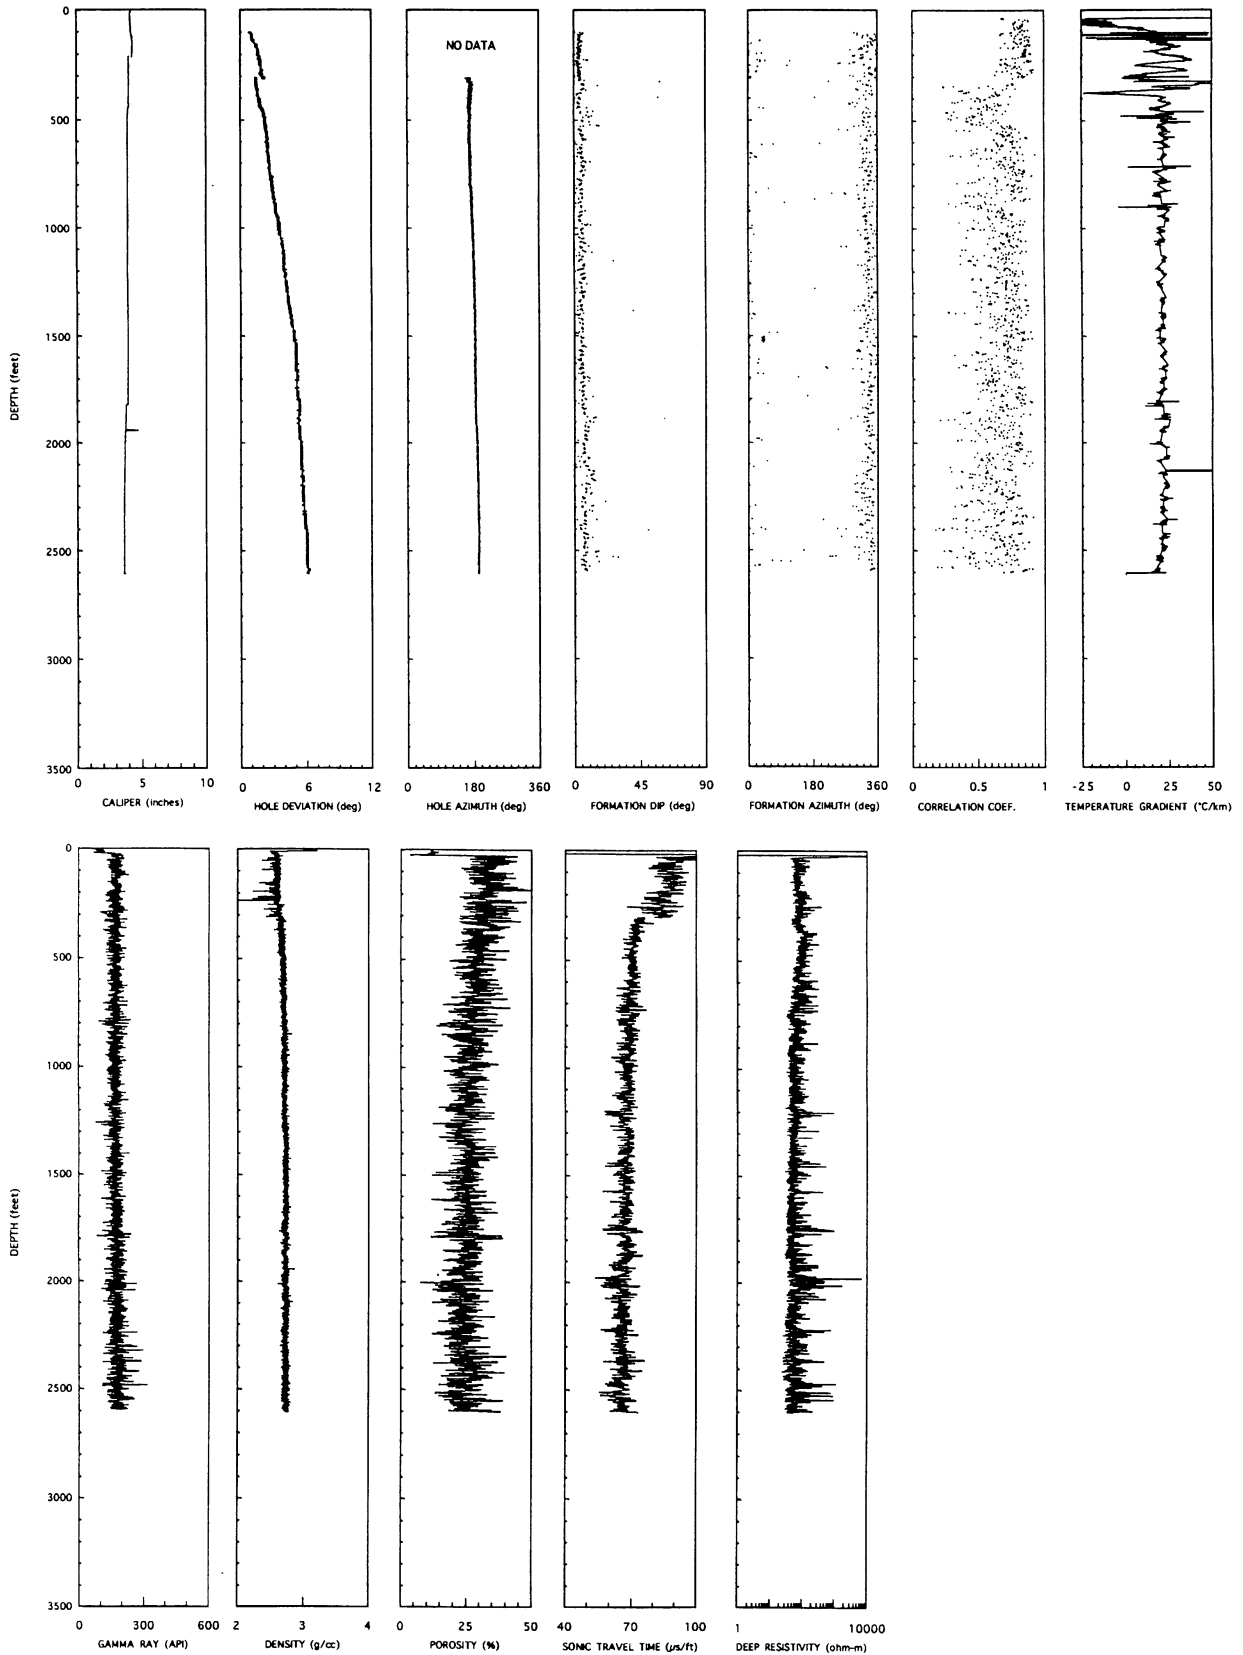 0
500
1000
1500
2000
2500
3000
3500
DEPTH (feet)
NO DATA
0 5 10
CALIPER (inches)
0 6 12
HOLE DEVIATION (deg)
0 180 360
HOLE AZIMUTH (deg)
0 45 90
FORMATION DIP (deg)
0 180 360
FORMATION AZIMUTH (deg)
0 0.5 1
CORRELATION COEF.
-25 0 25 50
TEMPERATURE GRADIENT (°C/km)
0
500
1000
1500
2000
2500
3000
3500
DEPTH (feet)
0 300 600
GAMMA RAY (API)
2 3 4
DENSITY (g/cc)
0 25 50
POROSITY (%)
40 70 100
SONIC TRAVEL TIME (μs/ft)
1 10000
DEEP RESISTIVITY (ohm-m)